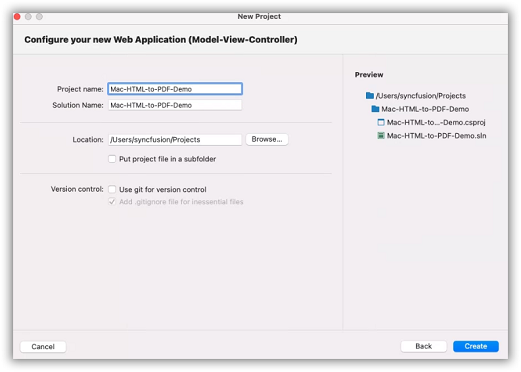 New Project
Configure your new Web Application (Model-View-Controller)
Project name: Mac-HTML-to-PDF-Demo
Solution Name: Mac-HTML-to-PDF-Demo
Location: /Users/syncfusion/Projects Browse...
Put project file in a subfolder
Version control: Use git for version control
Add .gitignore file for inessential files
Preview
/Users/syncfusion/Projects
Mac-HTML-to-PDF-Demo
Mac-HTML-to...-Demo.csproj
Mac-HTML-to-PDF-Demo.sln
Cancel Back Create